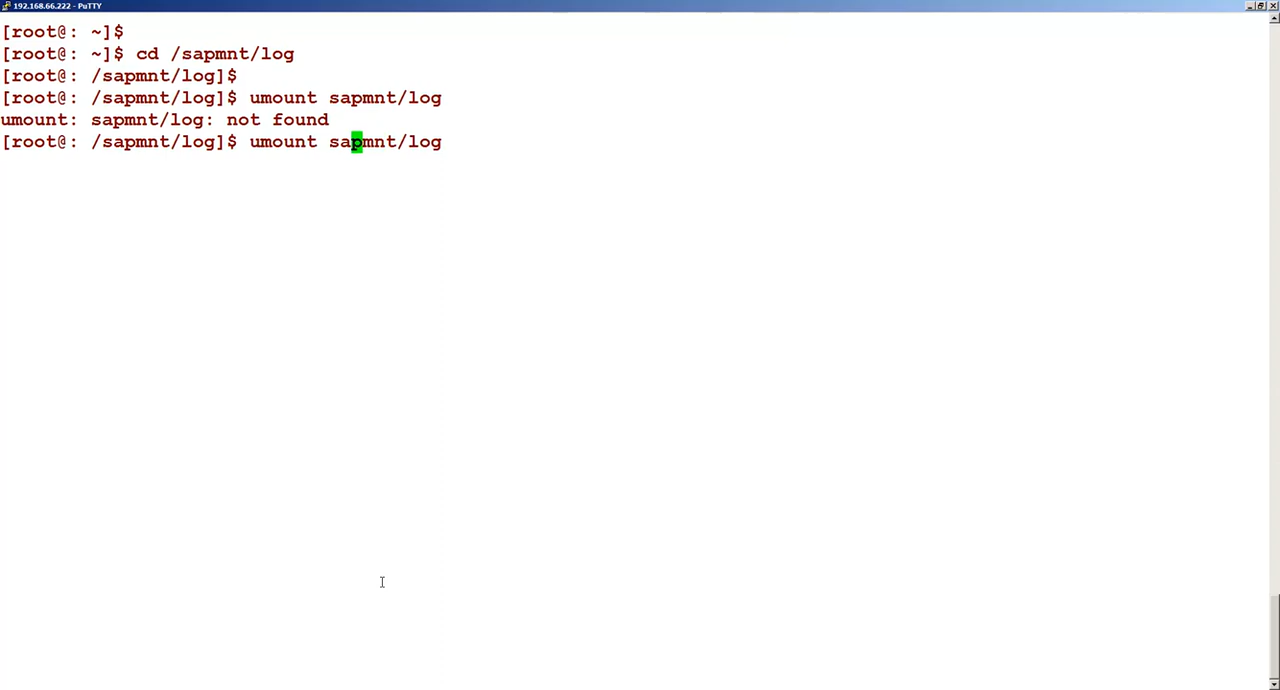 192.168.66.222 - PuTTY
[root@: ~]$
[root@: ~]$ cd /sapmnt/log
[root@: /sapmnt/log]$
[root@: /sapmnt/log]$ umount sapmnt/log
umount: sapmnt/log: not found
[root@: /sapmnt/log]$ umount sapmnt/log